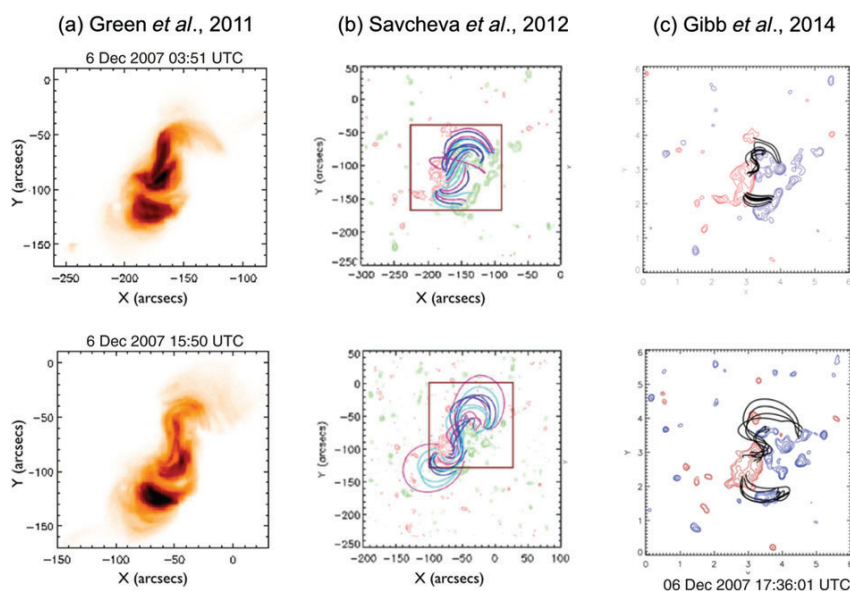 (a) Green et al., 2011
(b) Savcheva et al., 2012
(c) Gibb et al., 2014
6 Dec 2007 03:51 UTC
0
−50
−100
−150
Y (arcsecs)
−250 −200 −150 −100
X (arcsecs)
50
0
−50
−100
−150
−200
−250
Y (arcsecs)
−300 −250 −200 −150 −100 −50 0
X (arcsecs)
6
5
4
3
2
1
0
Y
0 1 2 3 4 5 6
X
6 Dec 2007 15:50 UTC
0
−50
−100
−150
Y (arcsecs)
−150 −100 −50 0
X (arcsecs)
50
0
−50
−100
−150
−200
−250
Y (arcsecs)
−200 −150 −100 −50 0 50 100
X (arcsecs)
6
5
4
3
2
1
0
Y
0 1 2 3 4 5 6
06 Dec 2007 17:36:01 UTC